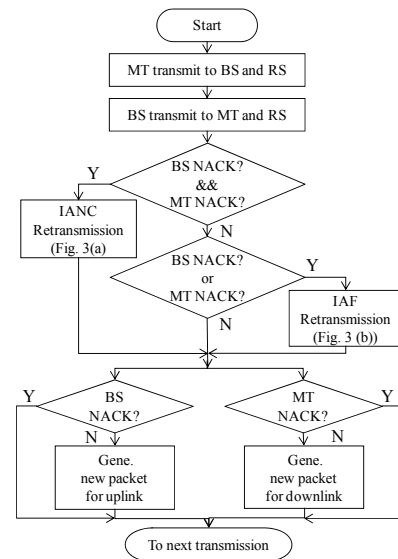 Start
MT transmit to BS and RS
BS transmit to MT and RS
BS NACK?
&&
MT NACK?
Y
N
IANC
Retransmission
(Fig. 3(a)
BS NACK?
or
MT NACK?
Y
N
IAF
Retransmission
(Fig. 3 (b))
Y
BS
NACK?
N
MT
NACK?
Y
N
Gene.
new packet
for uplink
Gene.
new packet
for downlink
To next transmission